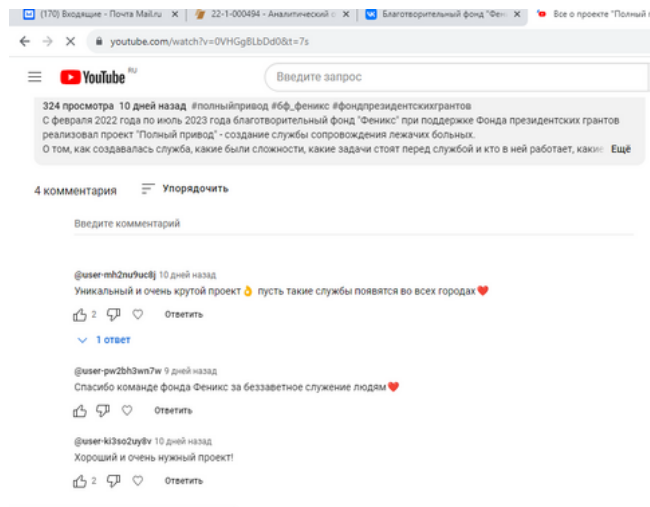 (170) Входящие - Почта Mail.ru
22-1-000494 - Аналитический
Благотворительный фонд "Фен
Все о проекте "Полный
youtube.com/watch?v=0VHGgBLbDd0&t=7s
YouTube RU
Введите запрос
324 просмотра 10 дней назад #полныйпривод #бф_феникс #фондпрезидентскихгрантов
С февраля 2022 года по июль 2023 года благотворительный фонд "Феникс" при поддержке Фонда президентских грантов
реализовал проект "Полный привод" - создание службы сопровождения лежачих больных.
О том, как создавалась служба, какие были сложности, какие задачи стоят перед службой и кто в ней работает, какие Ещё
4 комментария Упорядочить
Введите комментарий
@user-mh2nu9uc8j 10 дней назад
Уникальный и очень крутой проект👌 пусть такие службы появятся во всех городах❤️
2 Ответить
1 ответ
@user-pw2bh3wn7w 9 дней назад
Спасибо команде фонда Феникс за беззаветное служение людям❤️
Ответить
@user-ki3so2uy8v 10 дней назад
Хороший и очень нужный проект!
2 Ответить